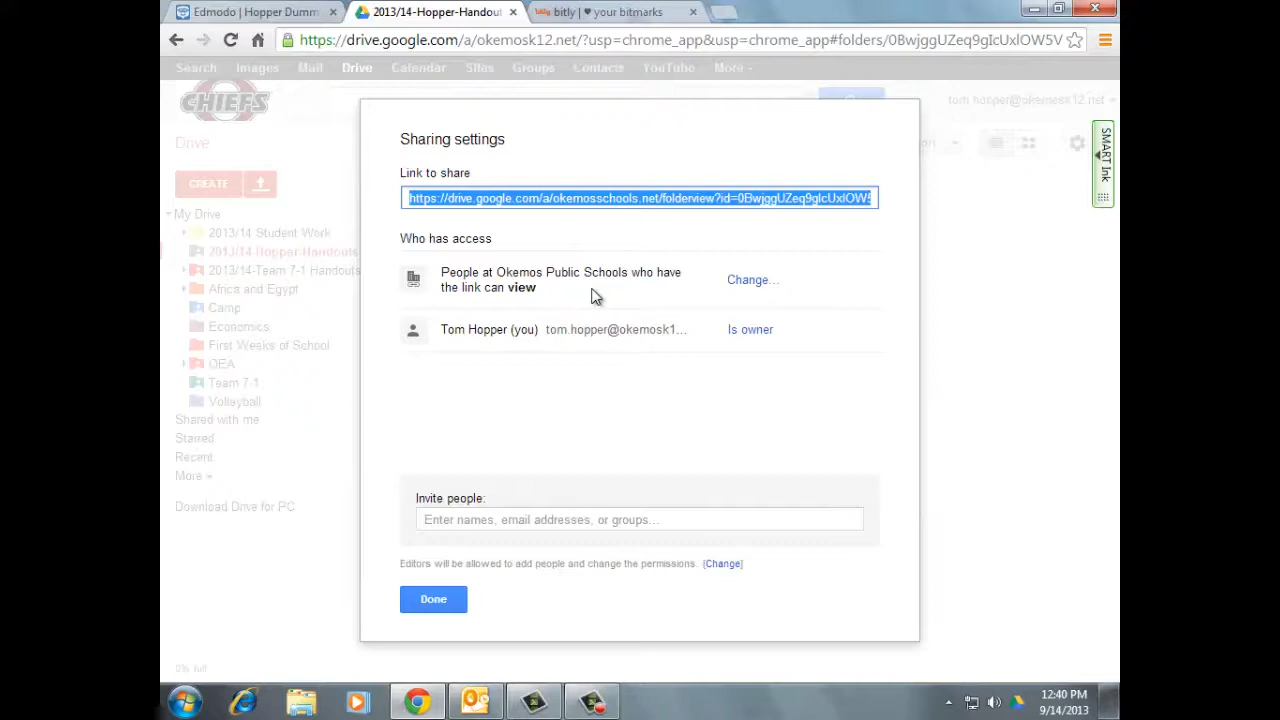 Edmodo | Hopper Dumm
2013/14-Hopper-Handout
bitly | ♥ your bitmarks
https://drive.google.com/a/okemosk12.net/?usp=chrome_app&usp=chrome_app#folders/0BwjggUZeq9gIcUxlOW5V
Search Images Mail Drive Calendar Sites Groups Contacts YouTube More
CHIEFS
tom.hopper@okemosk12.net
Drive
CREATE
My Drive
2013/14 Student Work
2013/14-Hopper-Handouts
2013/14-Team 7-1 Handouts
Africa and Egypt
Camp
Economics
First Weeks of School
OEA
Team 7-1
Volleyball
Shared with me
Starred
Recent
More
Download Drive for PC
0% full
Sharing settings
Link to share
https://drive.google.com/a/okemosschools.net/folderview?id=0BwjggUZeq9gIcUxlOW5
Who has access
People at Okemos Public Schools who have
the link can view
Change...
Tom Hopper (you) tom.hopper@okemosk1... Is owner
Invite people:
Enter names, email addresses, or groups...
Editors will be allowed to add people and change the permissions. [Change]
Done
SMART Ink
12:40 PM
9/14/2013